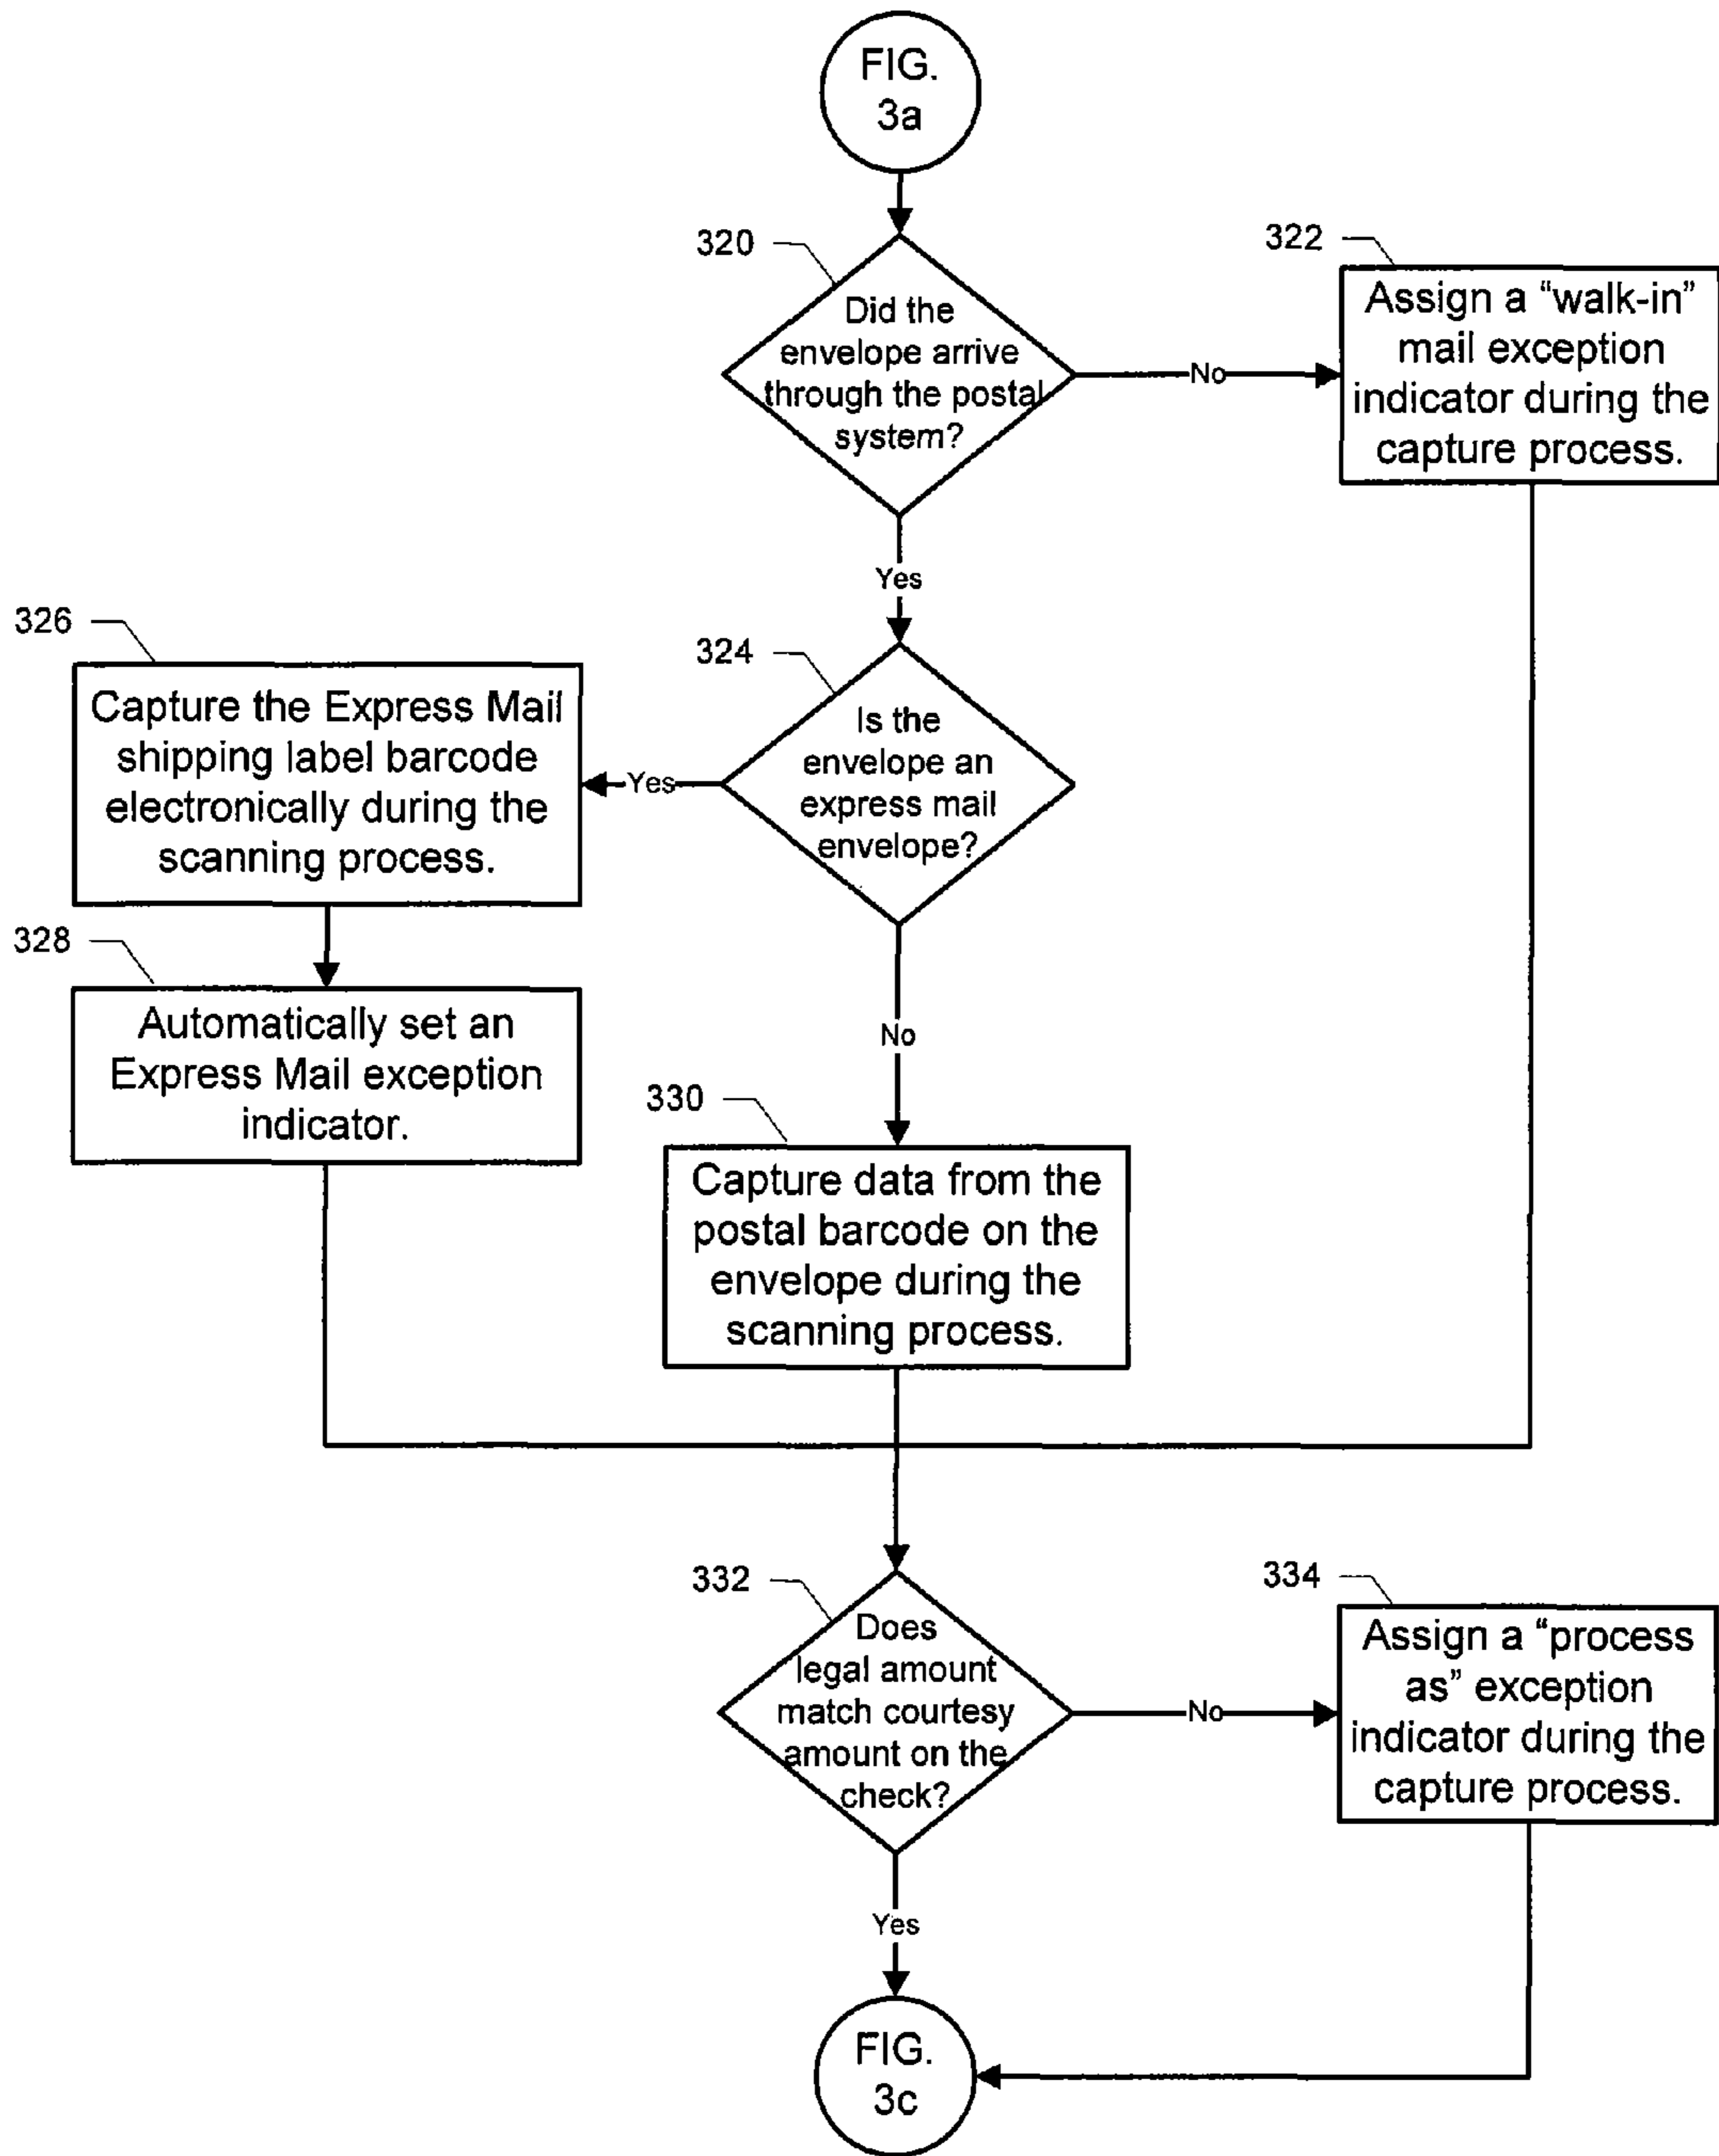 FIG.
3a
320
Did the
envelope arrive
through the postal
system?
No
322
Assign a “walk-in”
mail exception
indicator during the
capture process.
Yes
324
Is the
envelope an
express mail
envelope?
Yes
326
Capture the Express Mail
shipping label barcode
electronically during the
scanning process.
328
Automatically set an
Express Mail exception
indicator.
No
330
Capture data from the
postal barcode on the
envelope during the
scanning process.
332
Does
legal amount
match courtesy
amount on the
check?
No
334
Assign a “process
as” exception
indicator during the
capture process.
Yes
FIG.
3c